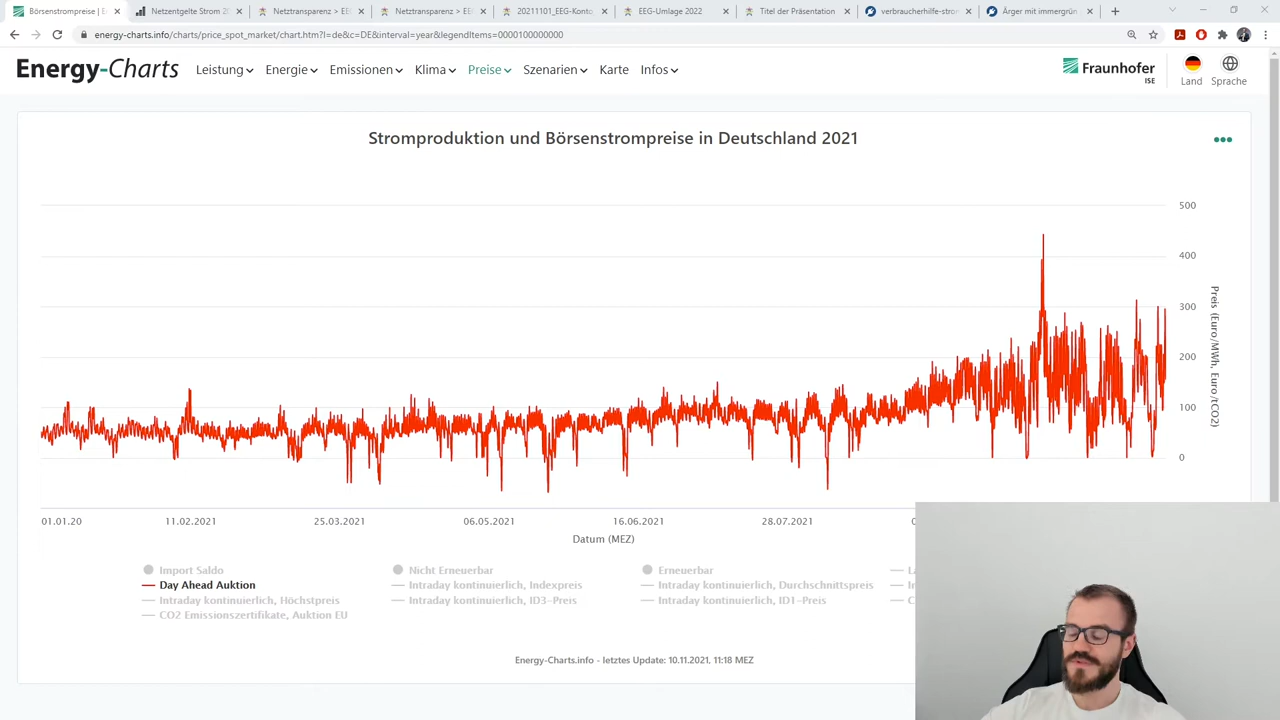 Börsenstrompreise | E
Netzentgelte Strom 20
Netztransparenz > EE
Netztransparenz > EE
20211101_EEG-Konto
EEG-Umlage 2022
Titel der Präsentation
verbraucherhilfe-stro
Ärger mit immergrün
energy-charts.info/charts/price_spot_market/chart.htm?l=de&c=DE&interval=year&legendItems=0000100000000
Energy-Charts
Leistung Energie Emissionen Klima Preise Szenarien Karte Infos
Fraunhofer
ISE
Land
Sprache
Stromproduktion und Börsenstrompreise in Deutschland 2021
500
400
300
200
100
0
Preis (Euro/MWh, Euro/tCO2)
01.01.20 11.02.2021 25.03.2021 06.05.2021 16.06.2021 28.07.2021
Datum (MEZ)
Import Saldo Nicht Erneuerbar Erneuerbar
Day Ahead Auktion Intraday kontinuierlich, Indexpreis Intraday kontinuierlich, Durchschnittspreis
Intraday kontinuierlich, Höchstpreis Intraday kontinuierlich, ID3-Preis Intraday kontinuierlich, ID1-Preis
CO2 Emissionszertifikate, Auktion EU
Energy-Charts.info - letztes Update: 10.11.2021, 11:18 MEZ